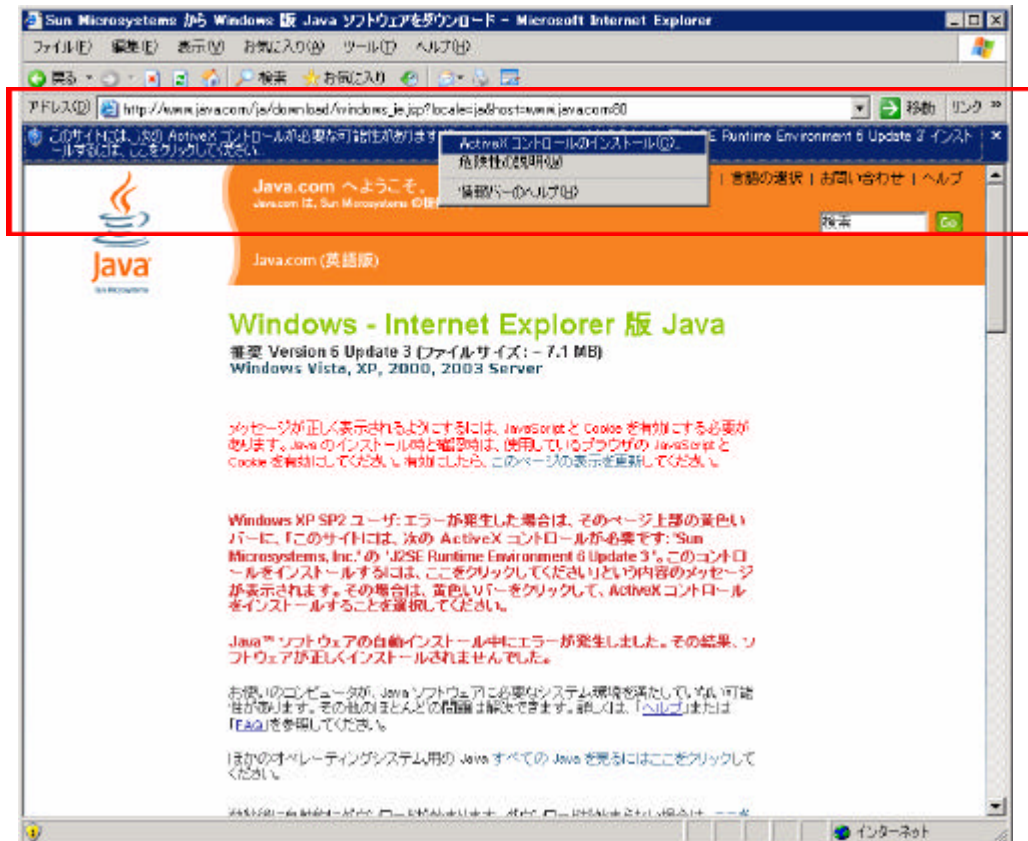 Sun Microsystems から Windows 版 Java ソフトウェアをダウンロード - Microsoft Internet Explorer
ファイル(F) 編集(E) 表示(V) お気に入り(A) ツール(T) ヘルプ(H)
戻る 検索 お気に入り
アドレス(D) http://www.java.com/ja/download/windows_ie.jsp?locale=ja&host=www.java.com:80 移動 リンク »
このサイトには、次の ActiveX コントロールが必要な可能性があります E Runtime Environment 6 Update 3' インスト
ールするには、ここをクリックしてください
ActiveX コントロールのインストール(C)...
危険性の説明(W)
情報バーのヘルプ(H)
Java.com へようこそ。
Java.com は、Sun Microsystems の提
| 言語の選択 | お問い合わせ | ヘルプ
検索 Go
Java
Sun Microsystems
Java.com (英語版)
Windows - Internet Explorer 版 Java
推奨 Version 6 Update 3 (ファイル サイズ: ~ 7.1 MB)
Windows Vista, XP, 2000, 2003 Server
メッセージが正しく表示されるようにするには、JavaScript と Cookie を有効にする必要が
あります。Java のインストール時と確認時は、使用しているブラウザの JavaScript と
Cookie を有効にしてください。有効にしたら、このページの表示を更新してください。
Windows XP SP2 ユーザ: エラーが発生した場合は、そのページ上部の黄色い
バーに、「このサイトには、次の ActiveX コントロールが必要です: 'Sun
Microsystems, Inc.' の 'J2SE Runtime Environment 6 Update 3 '。このコントロ
ールをインストールするには、ここをクリックしてください」という内容のメッセージ
が表示されます。その場合は、黄色いバーをクリックして、ActiveX コントロール
をインストールすることを選択してください。
Java™ ソフトウェアの自動インストール中にエラーが発生しました。その結果、ソ
フトウェアが正しくインストールされませんでした。
お使いのコンピュータが、Java ソフトウェアに必要なシステム環境を満たしていない可能
性があります。その他のほとんどの問題は解決できます。詳しくは、「ヘルプ」または
「FAQ」を参照してください。
ほかのオペレーティングシステム用の Java すべての Java を見るにはここをクリックして
ください。
インターネット